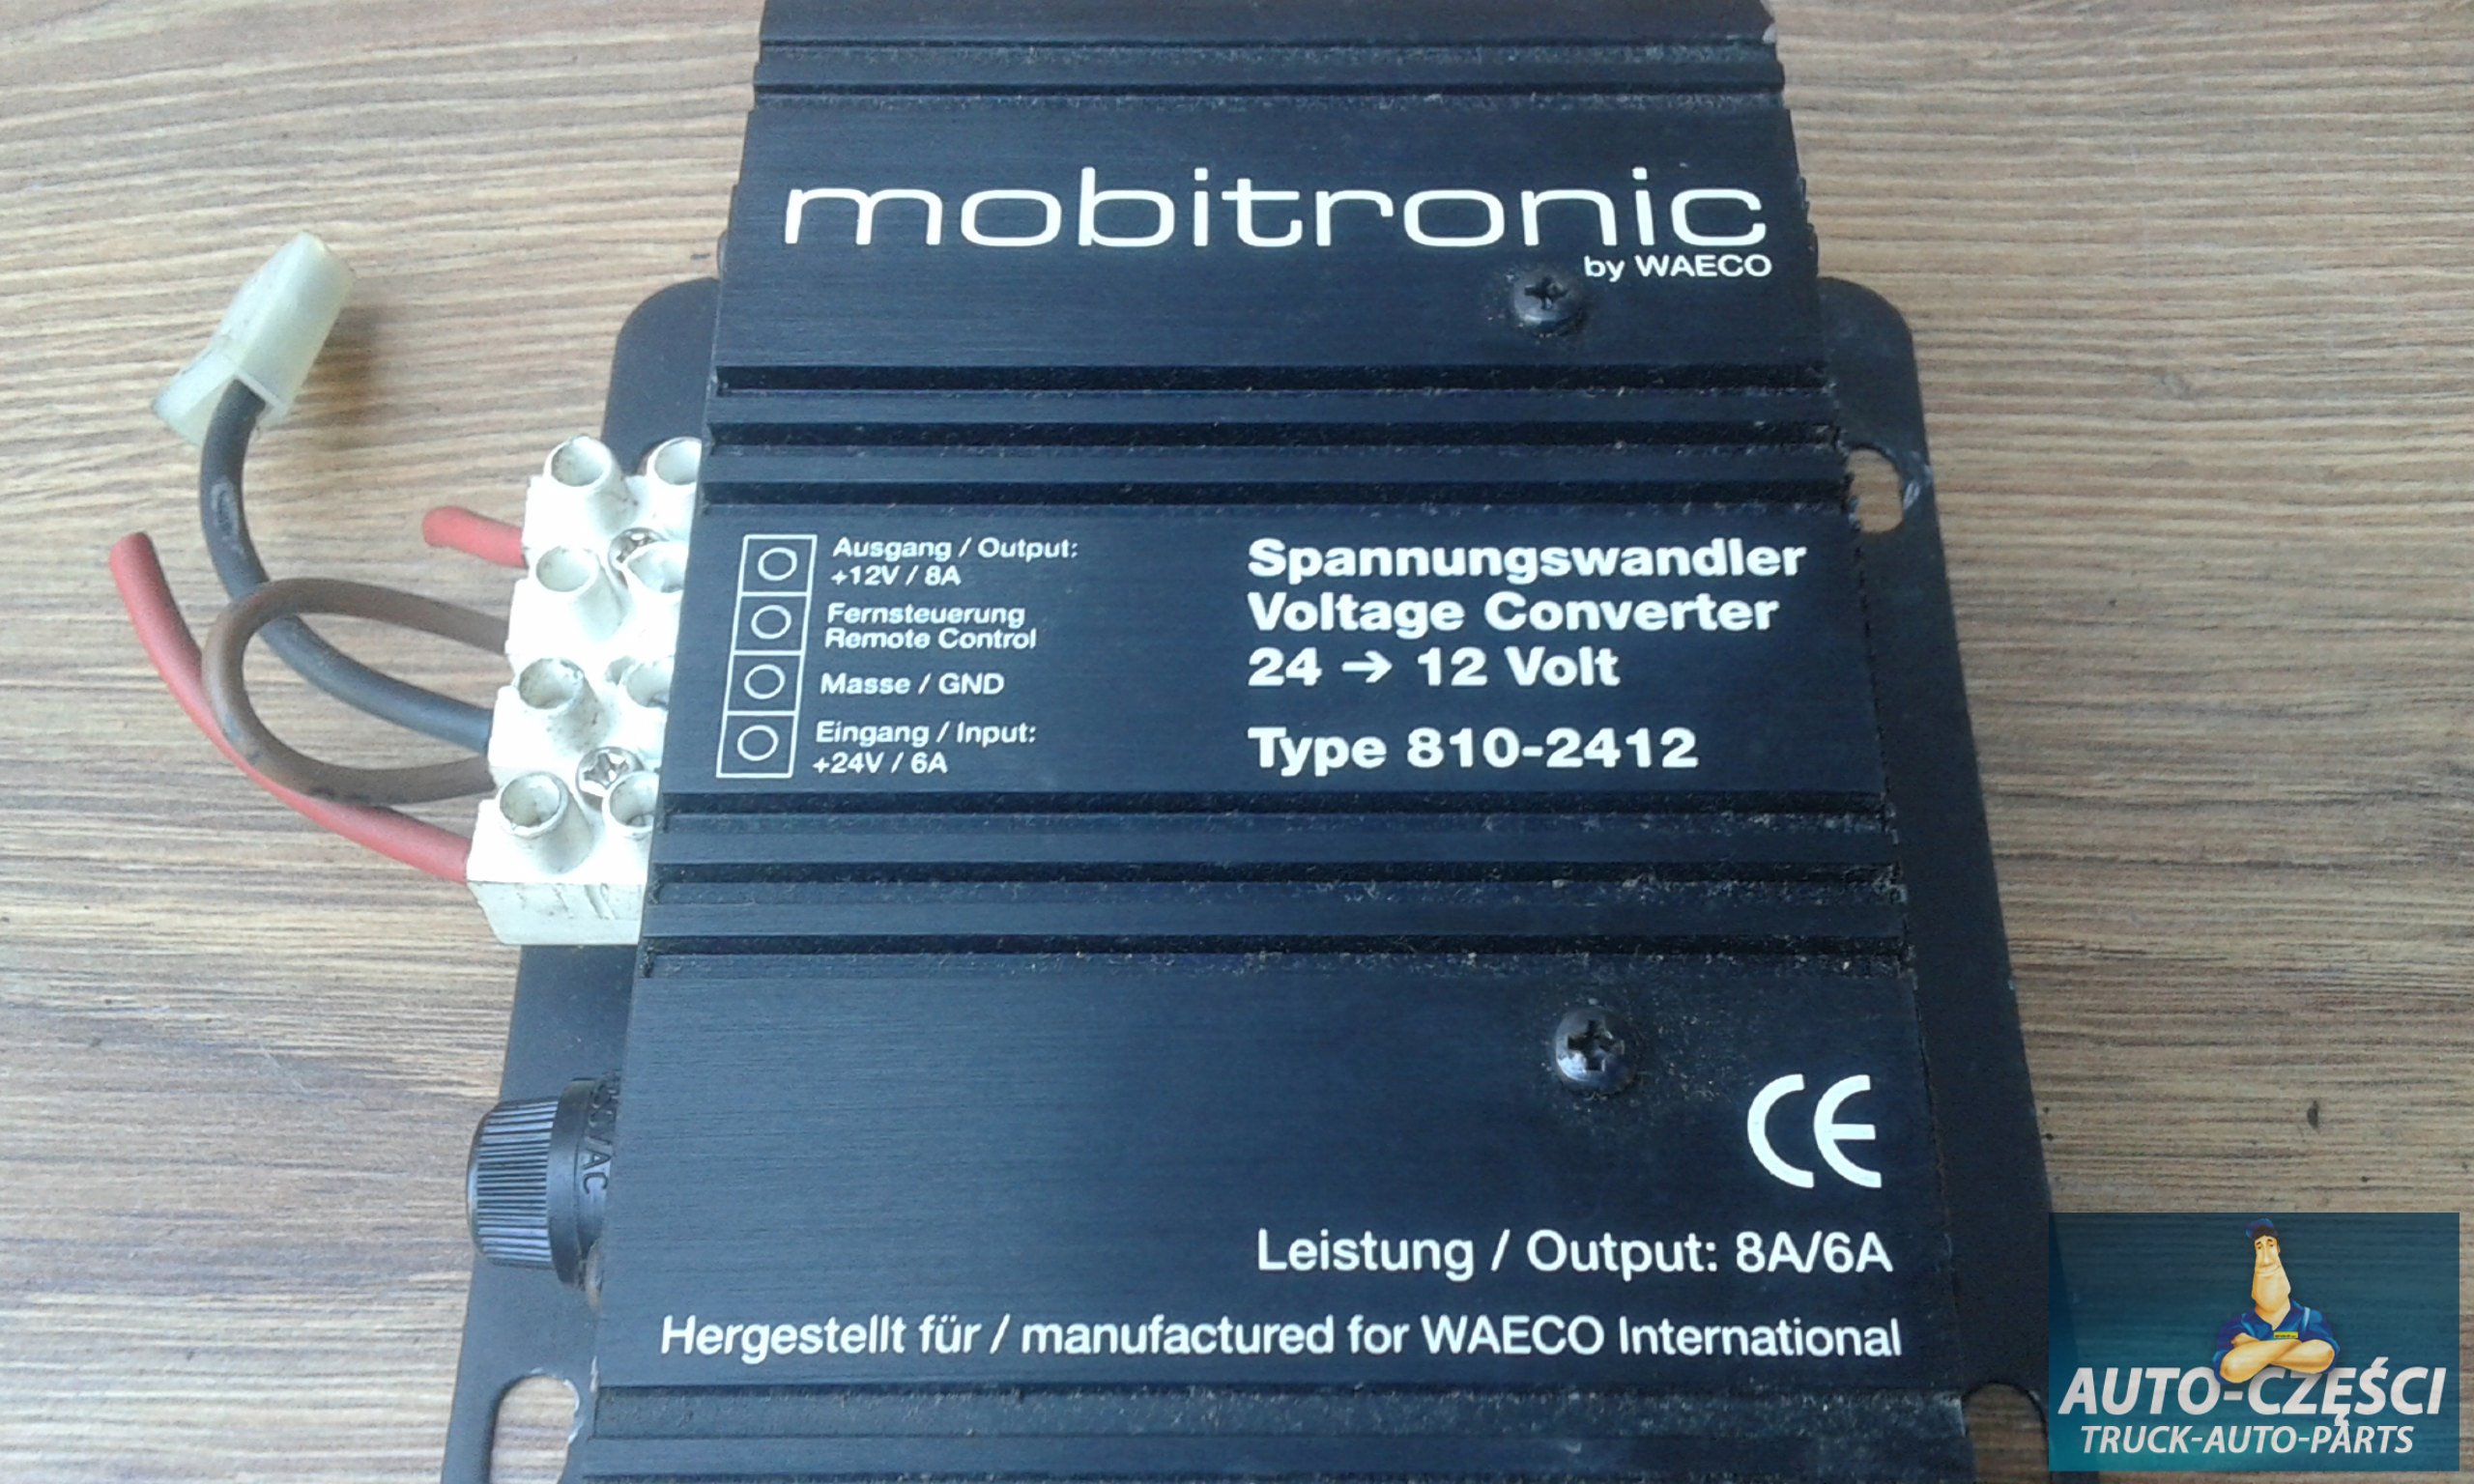 mobitronic
by WAECO
Ausgang / Output:
+12V / 8A
Fernsteuerung
Remote Control
Masse / GND
Eingang / Input:
+24V / 6A
Spannungswandler
Voltage Converter
24 → 12 Volt
Type 810-2412
CE
Leistung / Output: 8A/6A
Hergestellt für / manufactured for WAECO International
AUTO-CZĘŚCI
TRUCK-AUTO-PARTS